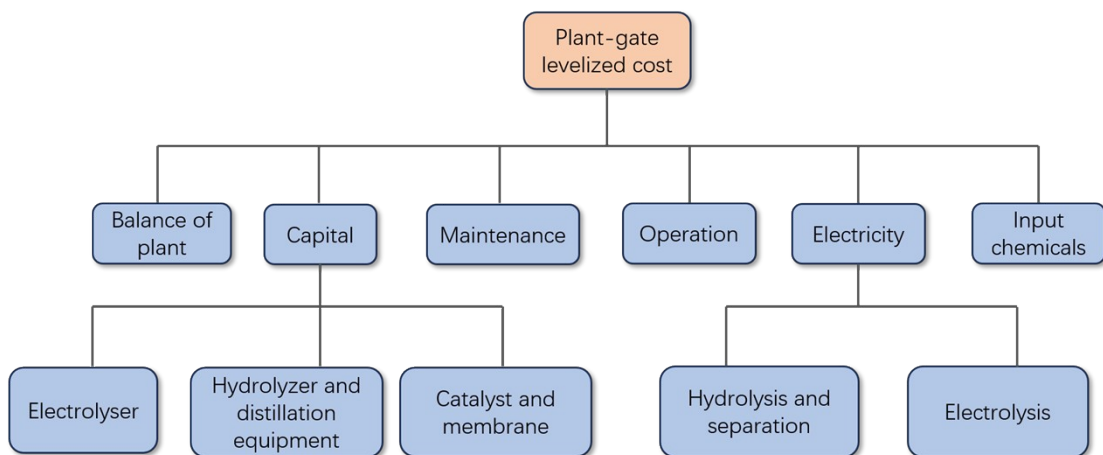 Plant-gate
levelized cost
Balance of
plant
Capital
Maintenance
Operation
Electricity
Input
chemicals
Electrolyser
Hydrolyzer and
distillation
equipment
Catalyst and
membrane
Hydrolysis and
separation
Electrolysis